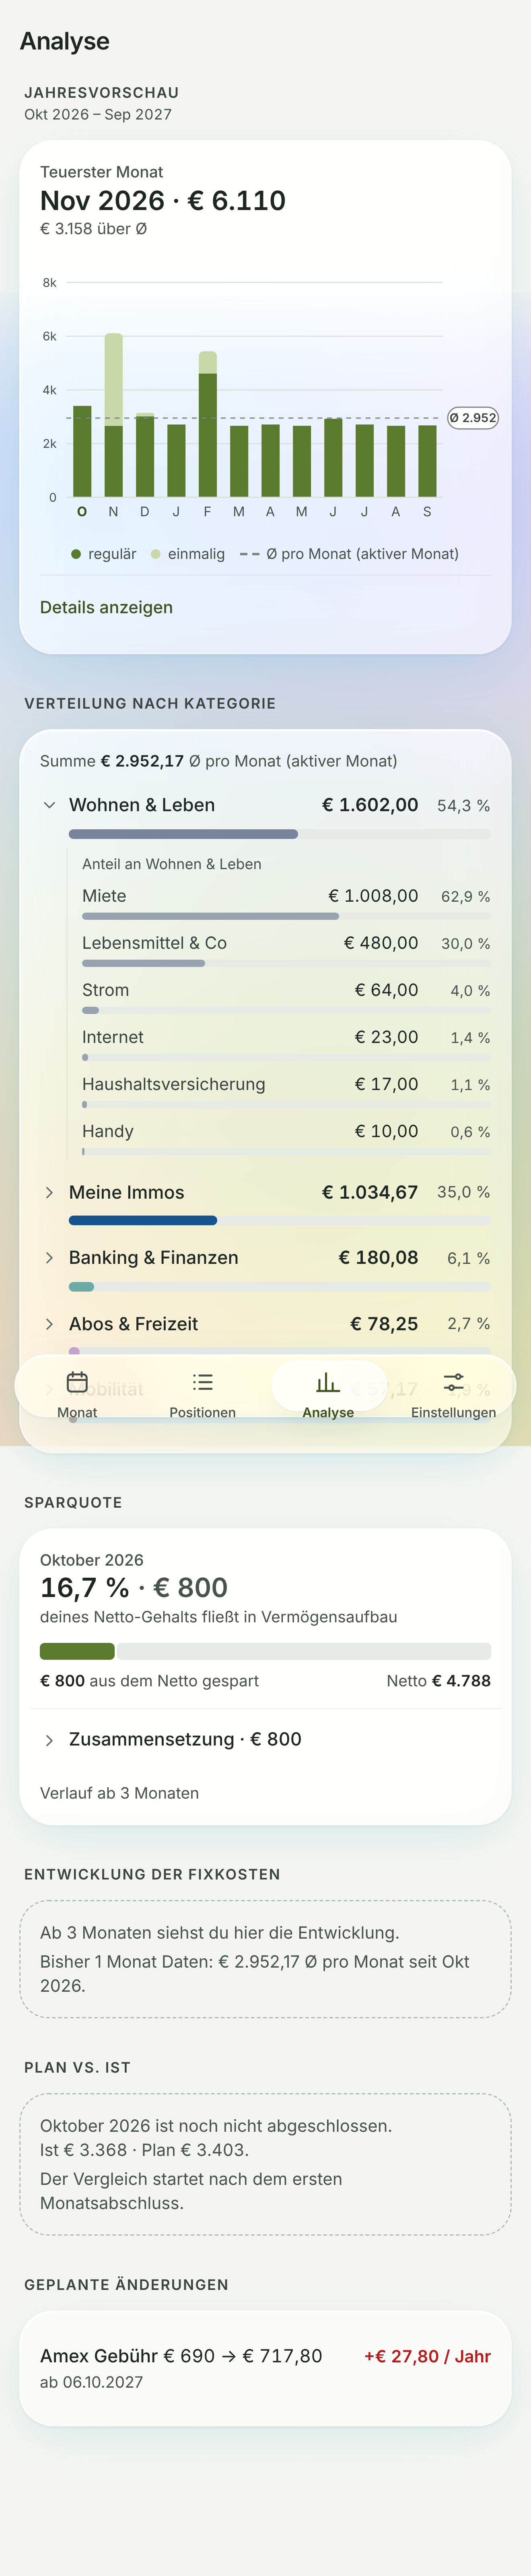 Analyse
JAHRESVORSCHAU
Okt 2026 – Sep 2027
Teuerster Monat
Nov 2026 · € 6.110
€ 3.158 über Ø
8k
6k
4k
2k
0
Ø 2.952
O N D J F M A M J J A S
regulär einmalig Ø pro Monat (aktiver Monat)
Details anzeigen
VERTEILUNG NACH KATEGORIE
Summe € 2.952,17 Ø pro Monat (aktiver Monat)
Wohnen & Leben € 1.602,00 54,3 %
Anteil an Wohnen & Leben
Miete € 1.008,00 62,9 %
Lebensmittel & Co € 480,00 30,0 %
Strom € 64,00 4,0 %
Internet € 23,00 1,4 %
Haushaltsversicherung € 17,00 1,1 %
Handy € 10,00 0,6 %
Meine Immos € 1.034,67 35,0 %
Banking & Finanzen € 180,08 6,1 %
Abos & Freizeit € 78,25 2,7 %
Mobilität € 57,17 1,9 %
Monat Positionen Analyse Einstellungen
SPARQUOTE
Oktober 2026
16,7 % · € 800
deines Netto-Gehalts fließt in Vermögensaufbau
€ 800 aus dem Netto gespart Netto € 4.788
Zusammensetzung · € 800
Verlauf ab 3 Monaten
ENTWICKLUNG DER FIXKOSTEN
Ab 3 Monaten siehst du hier die Entwicklung.
Bisher 1 Monat Daten: € 2.952,17 Ø pro Monat seit Okt
2026.
PLAN VS. IST
Oktober 2026 ist noch nicht abgeschlossen.
Ist € 3.368 · Plan € 3.403.
Der Vergleich startet nach dem ersten
Monatsabschluss.
GEPLANTE ÄNDERUNGEN
Amex Gebühr € 690 → € 717,80 +€ 27,80 / Jahr
ab 06.10.2027